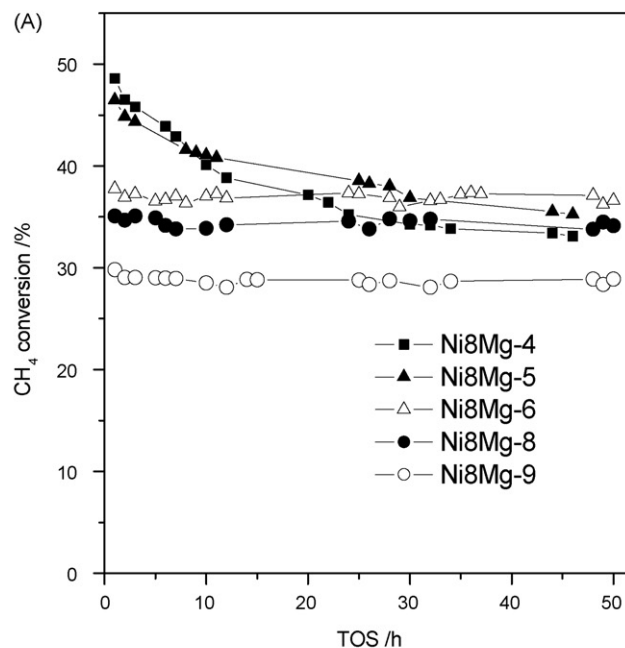 (A)
50
40
30
20
10
0
CH₄ conversion /%
Ni8Mg-4
Ni8Mg-5
Ni8Mg-6
Ni8Mg-8
Ni8Mg-9
0 10 20 30 40 50
TOS /h